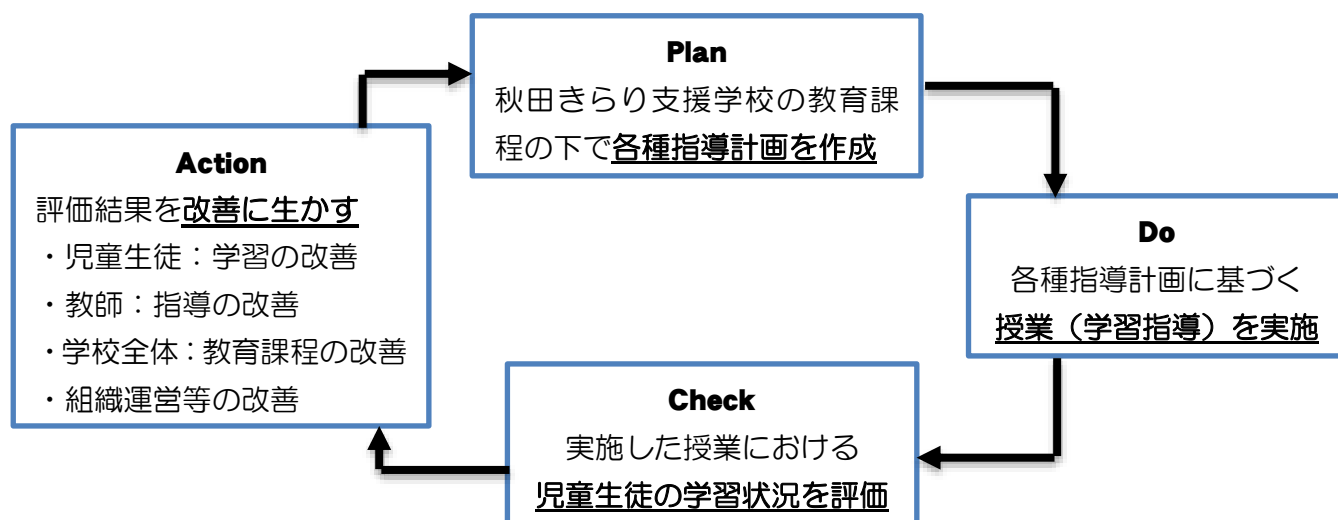 Plan
秋田きらり支援学校の教育課
程の下で各種指導計画を作成
Do
各種指導計画に基づく
授業（学習指導）を実施
Check
実施した授業における
児童生徒の学習状況を評価
Action
評価結果を改善に生かす
・児童生徒：学習の改善
・教師：指導の改善
・学校全体：教育課程の改善
・組織運営等の改善